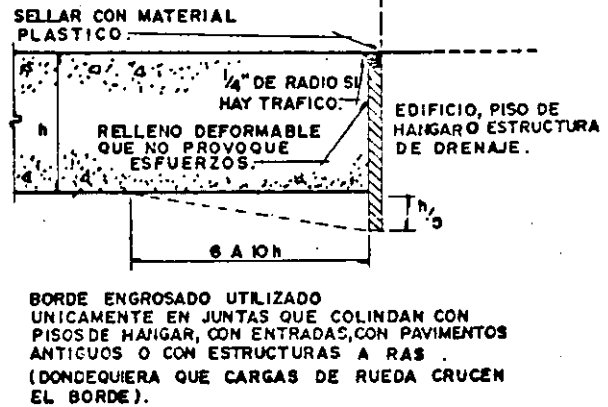 SELLAR CON MATERIAL
PLASTICO.
1/4" DE RADIO SI
HAY TRAFICO.
h
RELLENO DEFORMABLE
QUE NO PROVOQUE
ESFUERZOS.
EDIFICIO, PISO DE
HANGAR O ESTRUCTURA
DE DRENAJE.
6 A 10 h
BORDE ENGROSADO UTILIZADO
UNICAMENTE EN JUNTAS QUE COLINDAN CON
PISOS DE HANGAR, CON ENTRADAS, CON PAVIMENTOS
ANTIGUOS O CON ESTRUCTURAS A RAS .
(DONDEQUIERA QUE CARGAS DE RUEDA CRUCEN
EL BORDE).